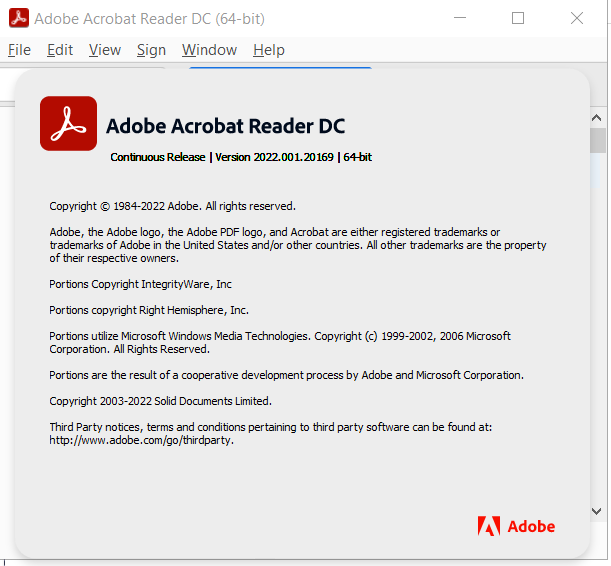 Adobe Acrobat Reader DC (64-bit)
File Edit View Sign Window Help
Adobe Acrobat Reader DC
Continuous Release | Version 2022.001.20169 | 64-bit
Copyright © 1984-2022 Adobe. All rights reserved.
Adobe, the Adobe logo, the Adobe PDF logo, and Acrobat are either registered trademarks or
trademarks of Adobe in the United States and/or other countries. All other trademarks are the property
of their respective owners.
Portions Copyright IntegrityWare, Inc
Portions copyright Right Hemisphere, Inc.
Portions utilize Microsoft Windows Media Technologies. Copyright (c) 1999-2002, 2006 Microsoft
Corporation. All Rights Reserved.
Portions are the result of a cooperative development process by Adobe and Microsoft Corporation.
Copyright 2003-2022 Solid Documents Limited.
Third Party notices, terms and conditions pertaining to third party software can be found at:
http://www.adobe.com/go/thirdparty.
Adobe